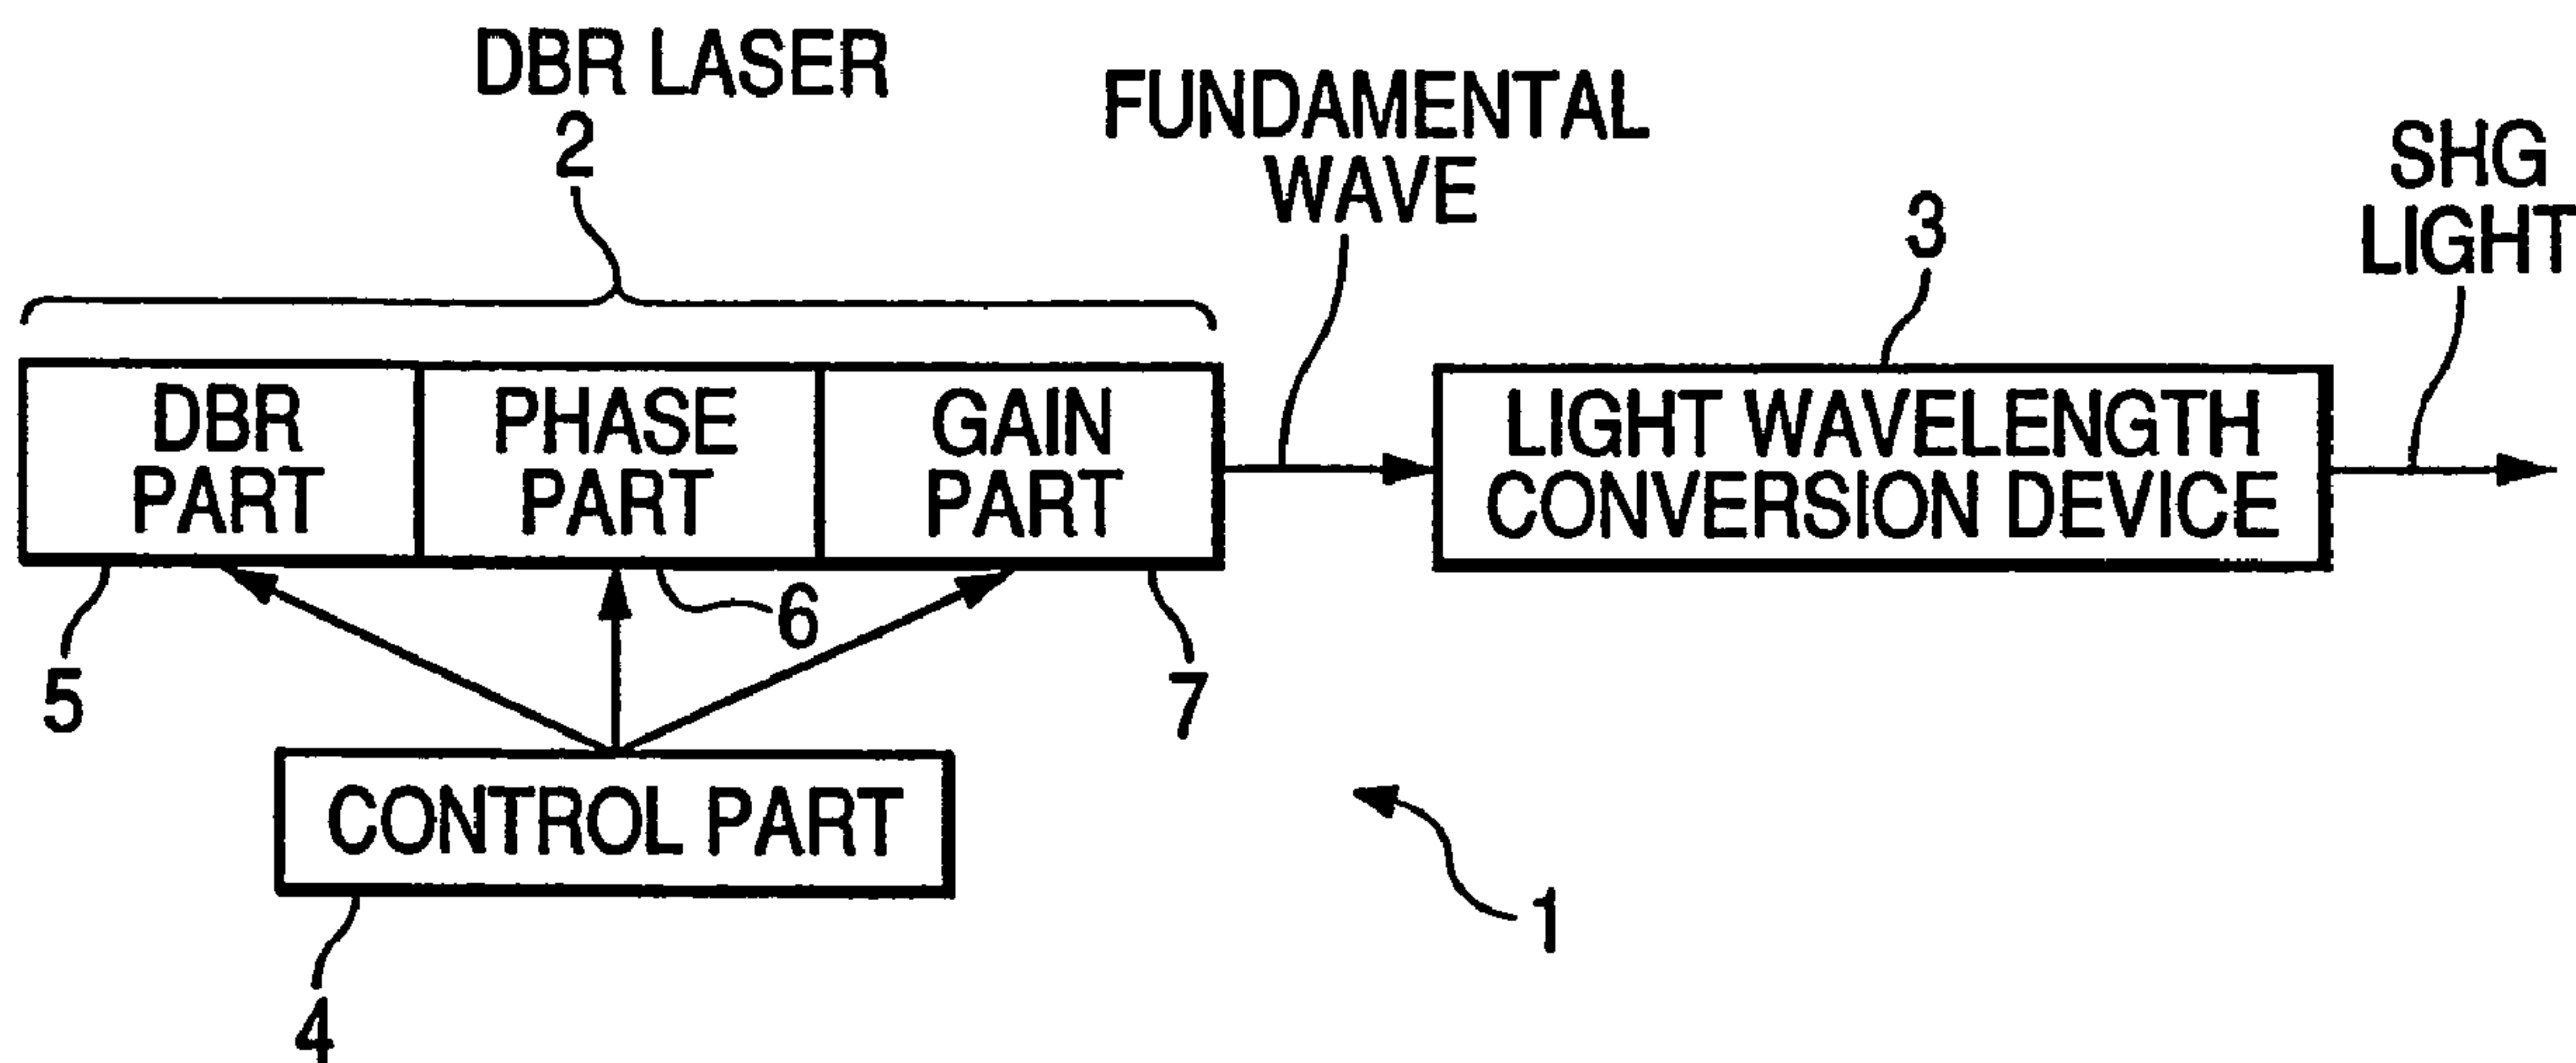 DBR LASER
2
FUNDAMENTAL
WAVE
3
SHG
LIGHT
DBR
PART
PHASE
PART
GAIN
PART
LIGHT WAVELENGTH
CONVERSION DEVICE
5
6
7
CONTROL PART
4
1